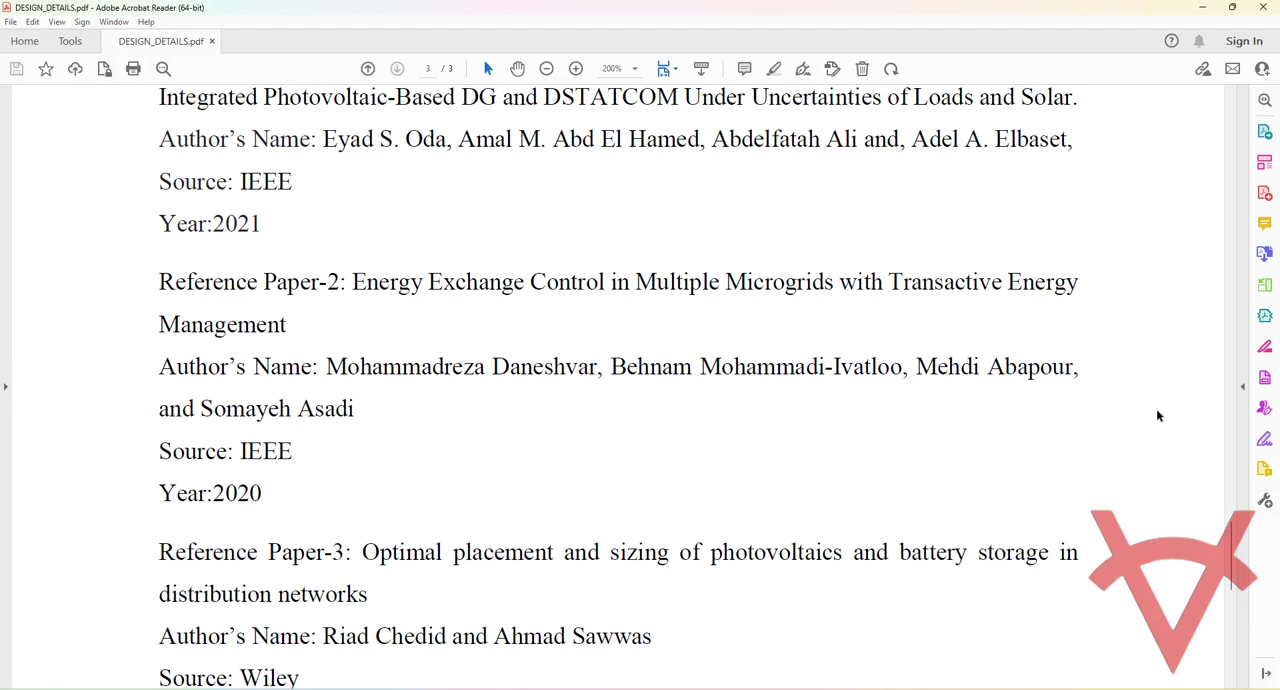 DESIGN_DETAILS.pdf - Adobe Acrobat Reader (64-bit)
File Edit View Sign Window Help
Home Tools DESIGN_DETAILS.pdf × Sign In
3 / 3 200%
Integrated Photovoltaic-Based DG and DSTATCOM Under Uncertainties of Loads and Solar.
Author's Name: Eyad S. Oda, Amal M. Abd El Hamed, Abdelfatah Ali and, Adel A. Elbaset,
Source: IEEE
Year:2021
Reference Paper-2: Energy Exchange Control in Multiple Microgrids with Transactive Energy
Management
Author's Name: Mohammadreza Daneshvar, Behnam Mohammadi-Ivatloo, Mehdi Abapour,
and Somayeh Asadi
Source: IEEE
Year:2020
Reference Paper-3: Optimal placement and sizing of photovoltaics and battery storage in
distribution networks
Author's Name: Riad Chedid and Ahmad Sawwas
Source: Wiley